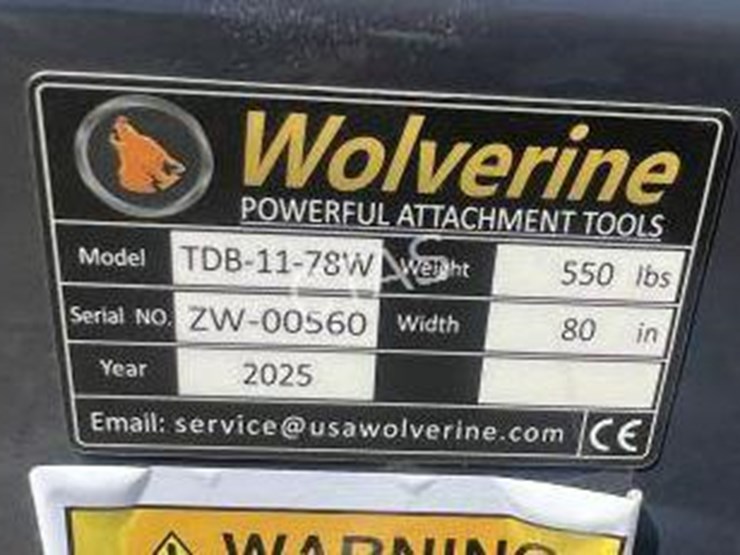 Wolverine
POWERFUL ATTACHMENT TOOLS
Model TDB-11-78W Weight 550 lbs
Serial NO. ZW-00560 Width 80 in
Year 2025
Email: service@usawolverine.com CE
WARNING